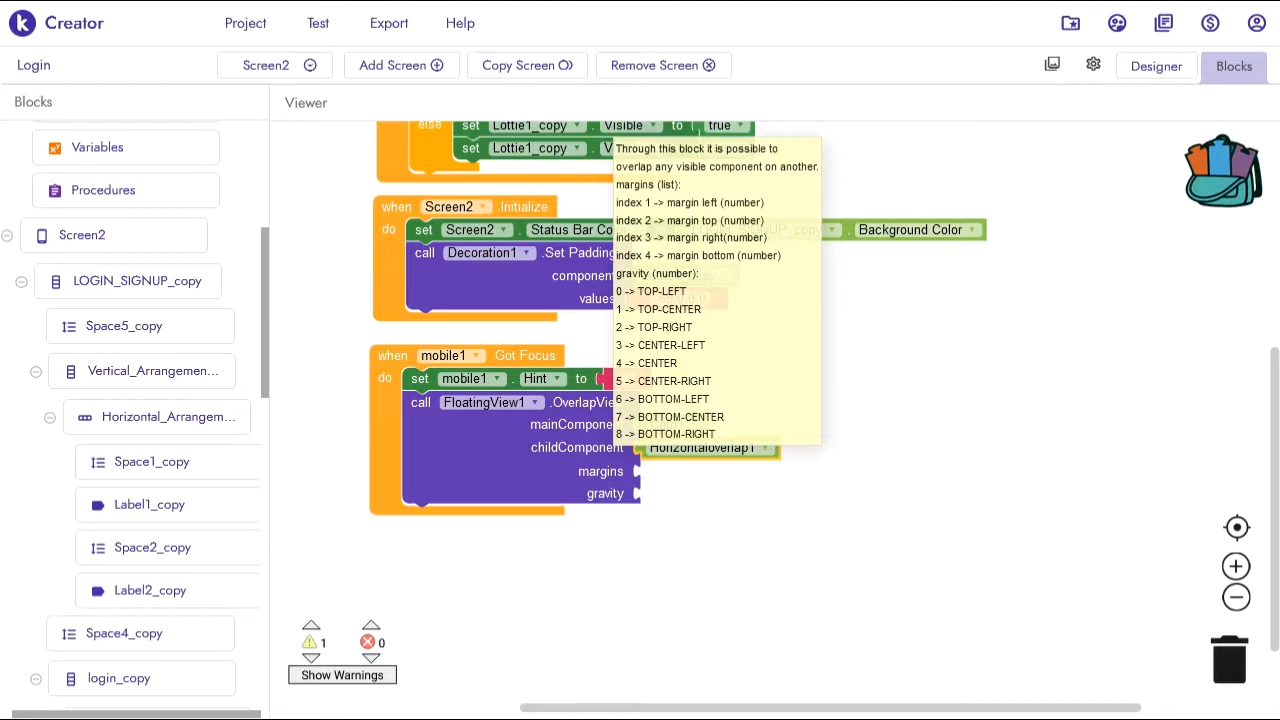 Creator
Project
Test
Export
Help
Login
Screen2
Add Screen
Copy Screen
Remove Screen
Designer
Blocks
Blocks
Viewer
Variables
Procedures
Screen2
LOGIN_SIGNUP_copy
Space5_copy
Vertical_Arrangemen...
Horizontal_Arrangem...
Space1_copy
Label1_copy
Space2_copy
Label2_copy
Space4_copy
login_copy
else
set Lottie1_copy . Visible to true
set Lottie1_copy .
when Screen2 .Initialize
do set Screen2 . Status Bar Co
_copy . Background Color
call Decoration1 .Set Padding
component
values
when mobile1 .Got Focus
do set mobile1 . Hint to
call FloatingView1 .OverlapVie
mainCompone
childComponent Horizontaloverlap1
margins
gravity
Through this block it is possible to
overlap any visible component on another.
margins (list):
index 1 -> margin left (number)
index 2 -> margin top (number)
index 3 -> margin right(number)
index 4 -> margin bottom (number)
gravity (number):
0 -> TOP-LEFT
1 -> TOP-CENTER
2 -> TOP-RIGHT
3 -> CENTER-LEFT
4 -> CENTER
5 -> CENTER-RIGHT
6 -> BOTTOM-LEFT
7 -> BOTTOM-CENTER
8 -> BOTTOM-RIGHT
1
0
Show Warnings